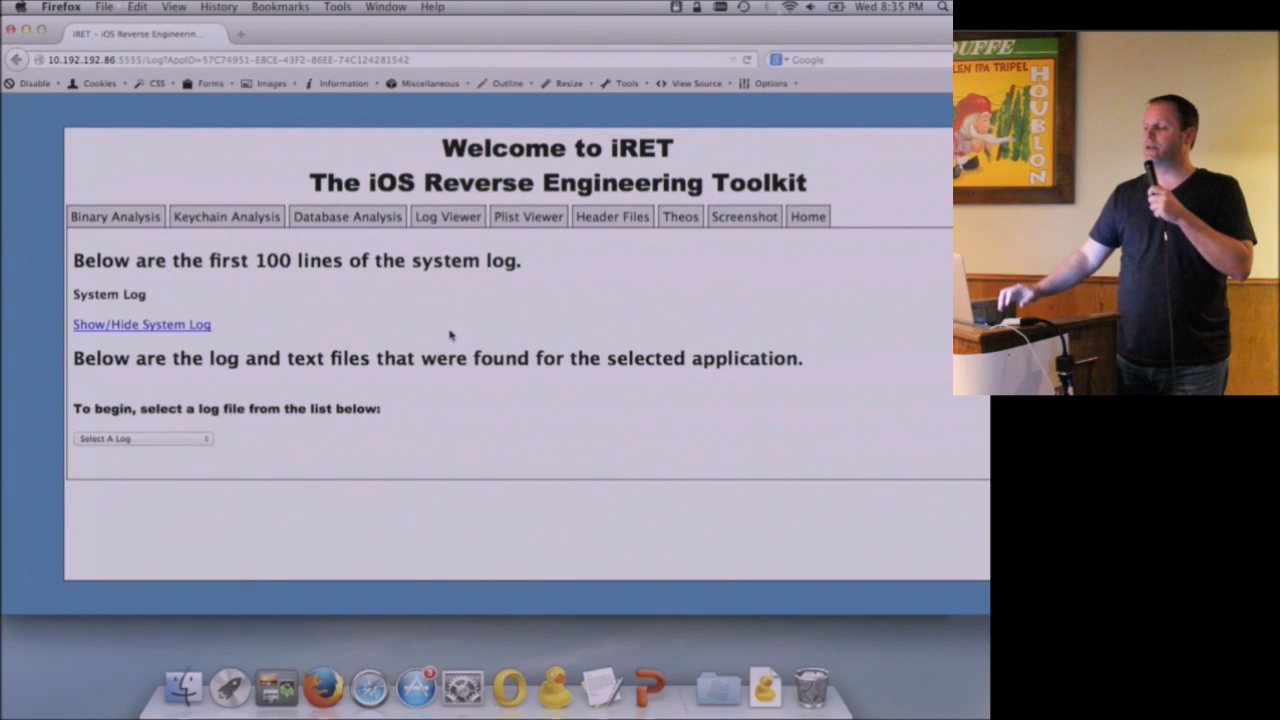 Firefox File Edit View History Bookmarks Tools Window Help Wed 8:35 PM
iRET – iOS Reverse Engineerin...
10.192.192.86:5555/Log?AppID=57C74951-E8CE-43F2-86EE-74C124281542 Google
Disable Cookies CSS Forms Images Information Miscellaneous Outline Resize Tools View Source Options
Welcome to iRET
The iOS Reverse Engineering Toolkit
Binary Analysis Keychain Analysis Database Analysis Log Viewer Plist Viewer Header Files Theos Screenshot Home
Below are the first 100 lines of the system log.
System Log
Show/Hide System Log
Below are the log and text files that were found for the selected application.
To begin, select a log file from the list below:
Select A Log
3
OUFFE
LEN IPA TRIPEL
HOUBLON